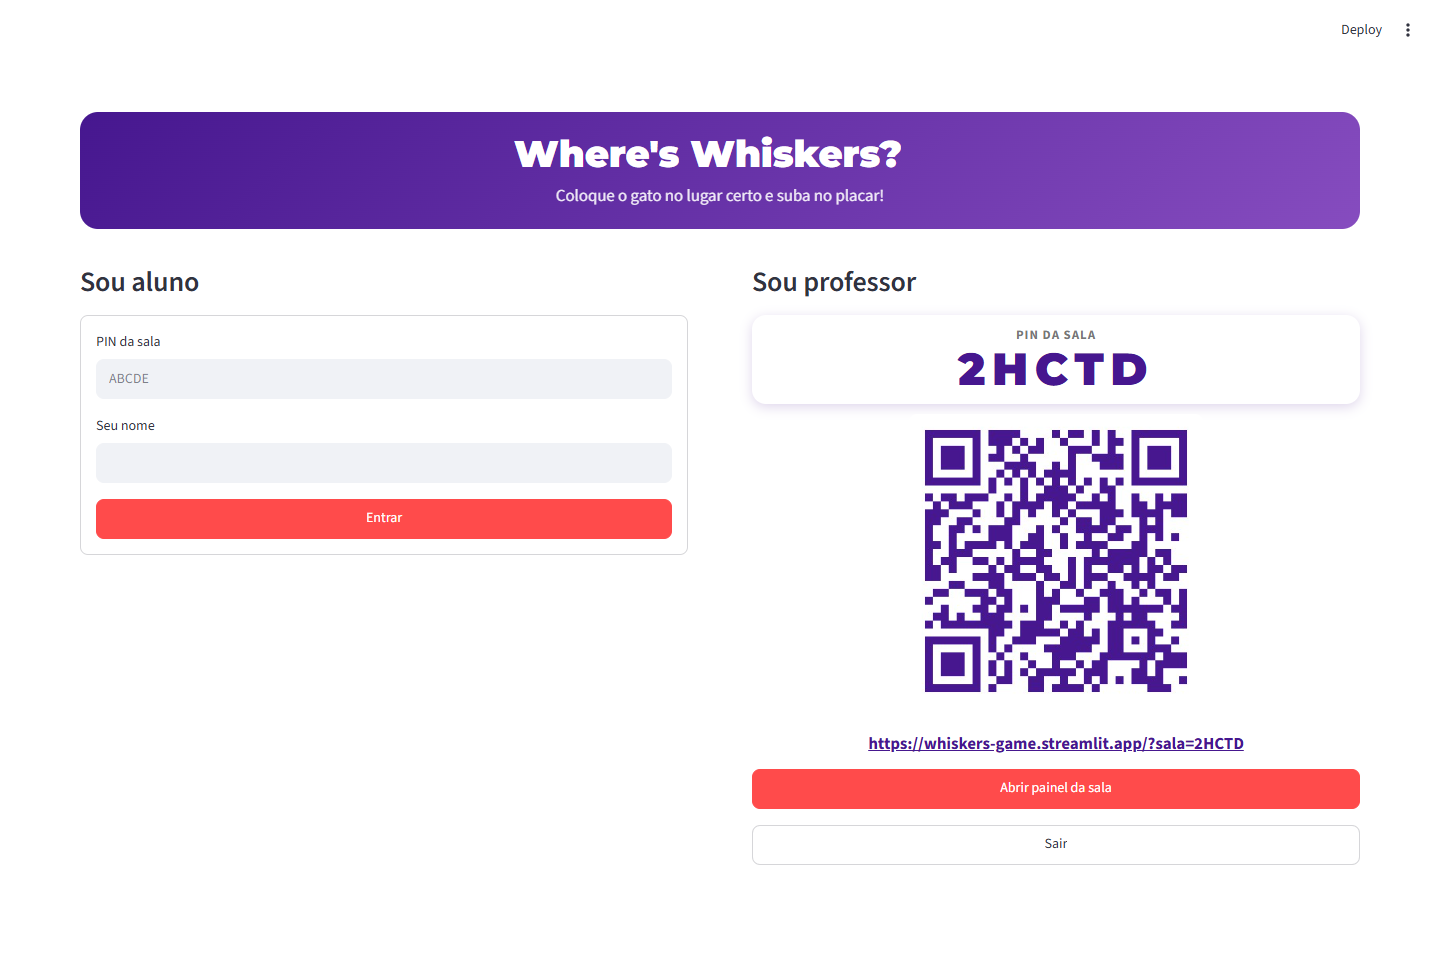 Deploy
Where's Whiskers?
Coloque o gato no lugar certo e suba no placar!
Sou aluno
PIN da sala
ABCDE
Seu nome
Entrar
Sou professor
PIN DA SALA
2HCTD
https://whiskers-game.streamlit.app/?sala=2HCTD
Abrir painel da sala
Sair